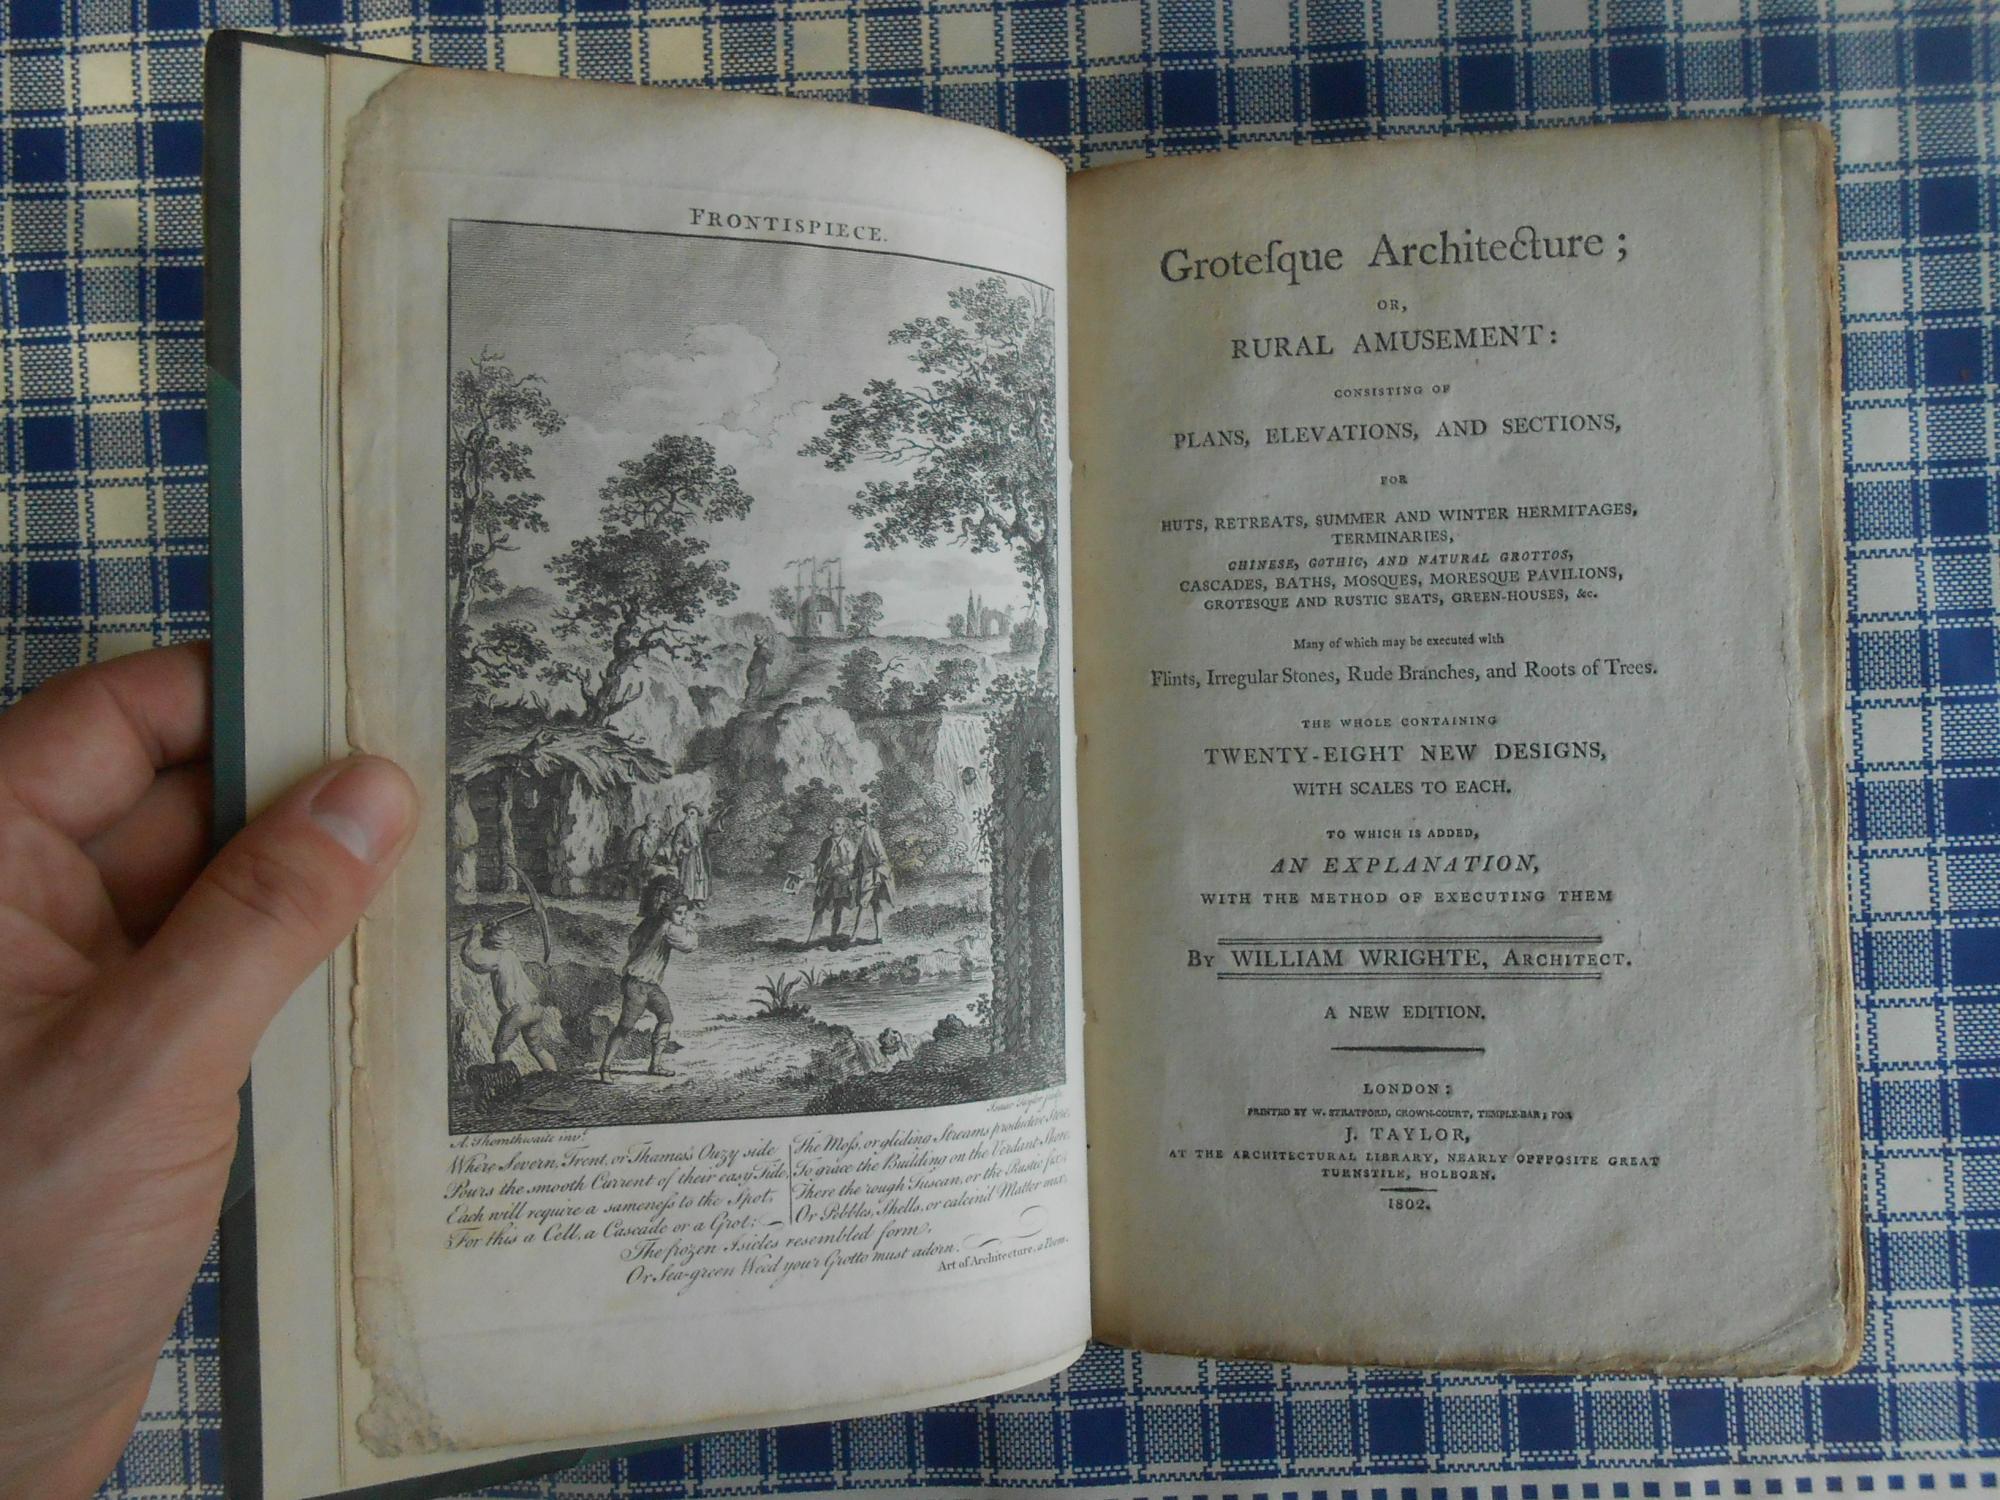 FRONTISPIECE.
A. Thornthwaite invt.
Isaac Taylor sculp.
Where Severn, Trent, or Thames's Ouzy side
Pours the smooth Current of their easy Tide,
Each will require a sameneſs to the Spot,
For this a Cell, a Cascade or a Grot;
The Moſs, or gliding Streams productive Store,
To grace the Building on the Verdant Shore,
There the rough Tuscan, or the Rustic fix,
Or Pebbles, Shells, or calcin'd Matter mix,
The frozen Isicles resembled form,
Or Sea-green Weed your Grotto must adorn.
Art of Architecture, a Poem.
Groteſque Architecture;
OR,
RURAL AMUSEMENT:
CONSISTING OF
PLANS, ELEVATIONS, AND SECTIONS,
FOR
HUTS, RETREATS, SUMMER AND WINTER HERMITAGES,
TERMINARIES,
CHINESE, GOTHIC, AND NATURAL GROTTOS,
CASCADES, BATHS, MOSQUES, MORESQUE PAVILIONS,
GROTESQUE AND RUSTIC SEATS, GREEN-HOUSES, &c.
Many of which may be executed with
Flints, Irregular Stones, Rude Branches, and Roots of Trees.
THE WHOLE CONTAINING
TWENTY-EIGHT NEW DESIGNS,
WITH SCALES TO EACH.
TO WHICH IS ADDED,
AN EXPLANATION,
WITH THE METHOD OF EXECUTING THEM
By WILLIAM WRIGHTE, Architect.
A NEW EDITION.
LONDON:
PRINTED BY W. STRATFORD, CROWN-COURT, TEMPLE-BAR; FOR
J. TAYLOR,
AT THE ARCHITECTURAL LIBRARY, NEARLY OPPPOSITE GREAT
TURNSTILE, HOLBORN.
1802.